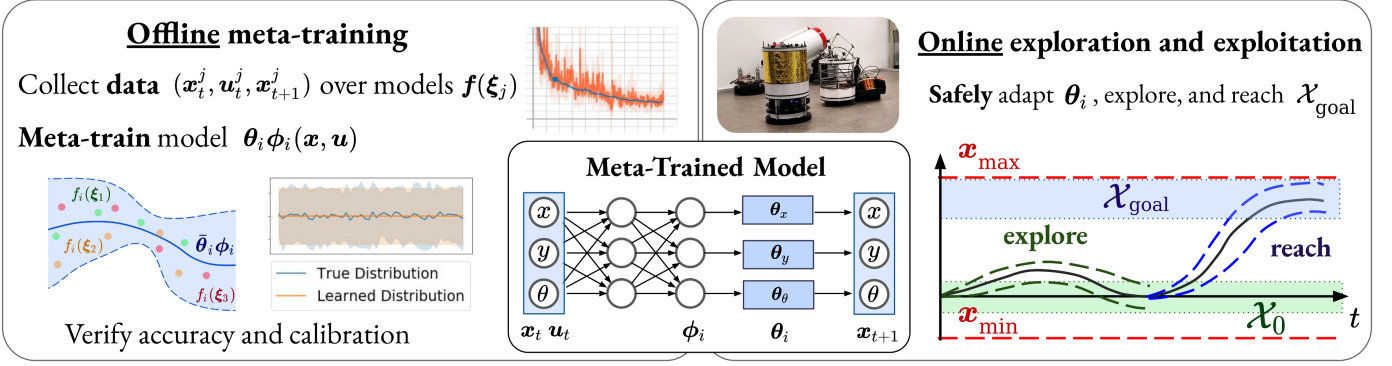 Offline meta-training
Collect data (x_t^j, u_t^j, x_{t+1}^j) over models f(ξ_j)
Meta-train model θ_i ϕ_i(x, u)
f_i(ξ_1)
f_i(ξ_2)
θ̄_i ϕ_i
f_i(ξ_3)
True Distribution
Learned Distribution
Verify accuracy and calibration
Meta-Trained Model
x θ_x x
y θ_y y
θ θ_θ θ
x_t u_t ϕ_i θ_i x_{t+1}
Online exploration and exploitation
Safely adapt θ_i, explore, and reach 𝒳_goal
x_max
𝒳_goal
explore
reach
x_min
𝒳_0
t